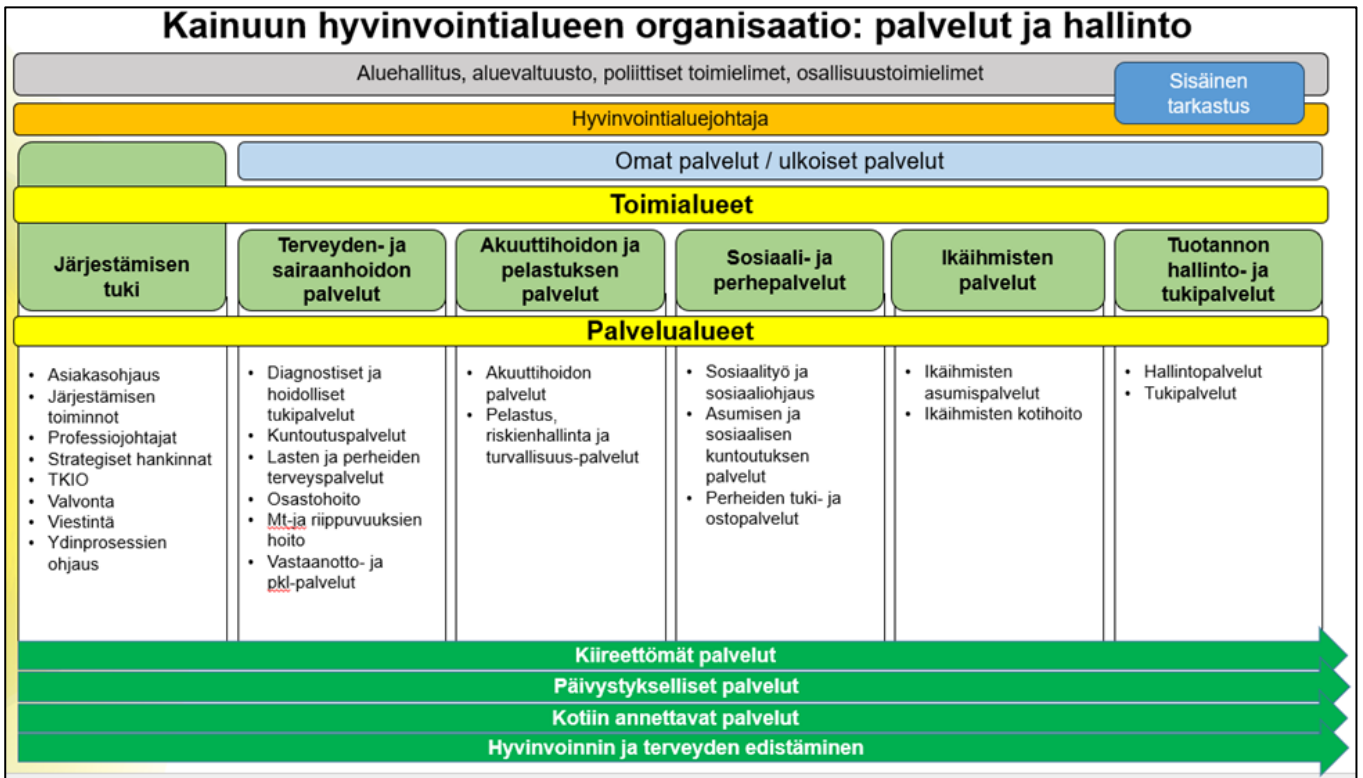 Kainuun hyvinvointialueen organisaatio: palvelut ja hallinto
Aluehallitus, aluevaltuusto, poliittiset toimielimet, osallisuustoimielimet
Sisäinen
tarkastus
Hyvinvointialuejohtaja
Omat palvelut / ulkoiset palvelut
Toimialueet
Järjestämisen
tuki
Terveyden- ja
sairaanhoidon
palvelut
Akuuttihoidon ja
pelastuksen
palvelut
Sosiaali- ja
perhepalvelut
Ikäihmisten
palvelut
Tuotannon
hallinto- ja
tukipalvelut
Palvelualueet
• Asiakasohjaus
• Järjestämisen
toiminnot
• Professiojohtajat
• Strategiset hankinnat
• TKIO
• Valvonta
• Viestintä
• Ydinprosessien
ohjaus
• Diagnostiset ja
hoidolliset
tukipalvelut
• Kuntoutuspalvelut
• Lasten ja perheiden
terveyspalvelut
• Osastohoito
• Mt-ja riippuvuuksien
hoito
• Vastaanotto- ja
pkl-palvelut
• Akuuttihoidon
palvelut
• Pelastus,
riskienhallinta ja
turvallisuus-palvelut
• Sosiaalityö ja
sosiaaliohjaus
• Asumisen ja
sosiaalisen
kuntoutuksen
palvelut
• Perheiden tuki- ja
ostopalvelut
• Ikäihmisten
asumispalvelut
• Ikäihmisten kotihoito
• Hallintopalvelut
• Tukipalvelut
Kiireettömät palvelut
Päivystykselliset palvelut
Kotiin annettavat palvelut
Hyvinvoinnin ja terveyden edistäminen